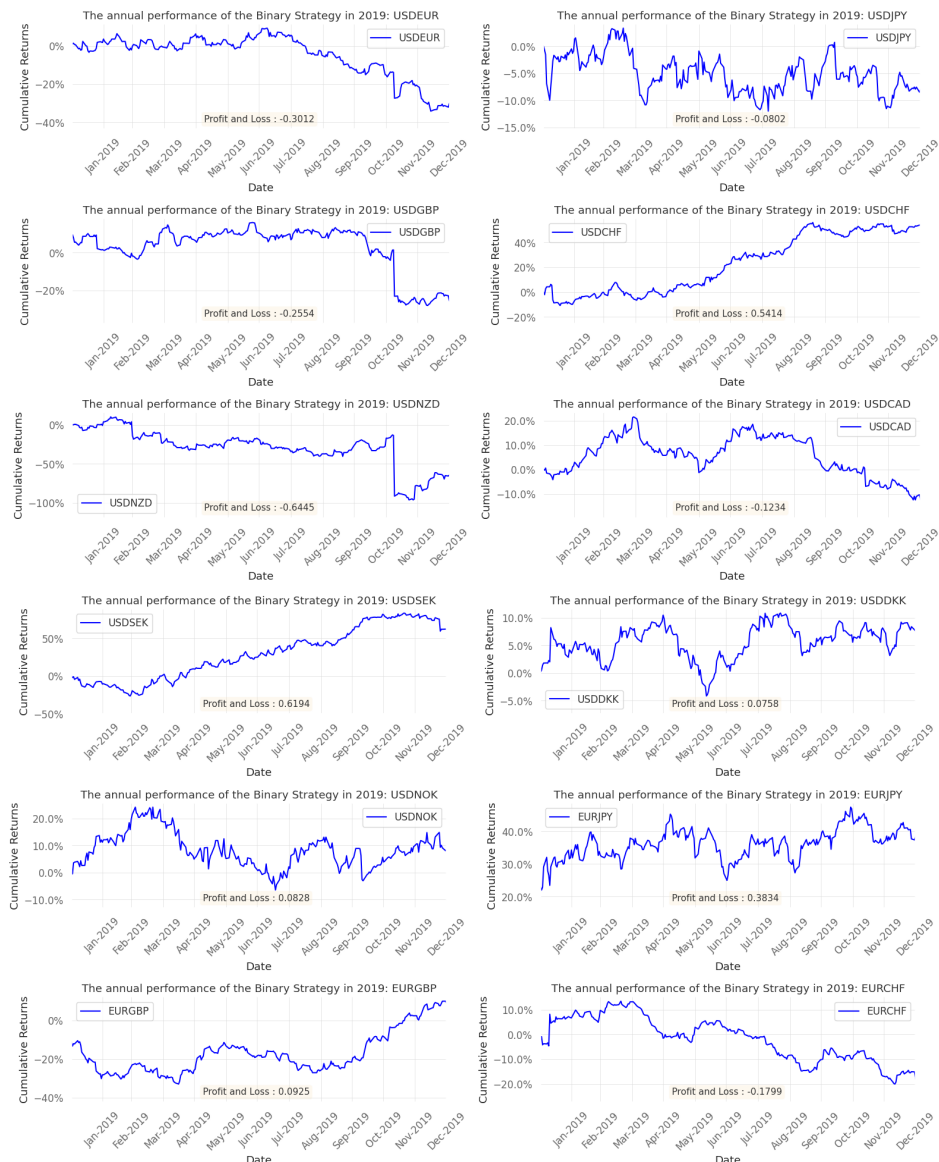 The annual performance of the Binary Strategy in 2019: USDEUR
Cumulative Returns
0%
−20%
−40%
USDEUR
Profit and Loss : -0.3012
Jan-2019 Feb-2019 Mar-2019 Apr-2019 May-2019 Jun-2019 Jul-2019 Aug-2019 Sep-2019 Oct-2019 Nov-2019 Dec-2019
Date
The annual performance of the Binary Strategy in 2019: USDJPY
Cumulative Returns
0.0%
−5.0%
−10.0%
−15.0%
USDJPY
Profit and Loss : -0.0802
Jan-2019 Feb-2019 Mar-2019 Apr-2019 May-2019 Jun-2019 Jul-2019 Aug-2019 Sep-2019 Oct-2019 Nov-2019 Dec-2019
Date
The annual performance of the Binary Strategy in 2019: USDGBP
Cumulative Returns
0%
−20%
USDGBP
Profit and Loss : -0.2554
Jan-2019 Feb-2019 Mar-2019 Apr-2019 May-2019 Jun-2019 Jul-2019 Aug-2019 Sep-2019 Oct-2019 Nov-2019 Dec-2019
Date
The annual performance of the Binary Strategy in 2019: USDCHF
Cumulative Returns
40%
20%
0%
−20%
USDCHF
Profit and Loss : 0.5414
Jan-2019 Feb-2019 Mar-2019 Apr-2019 May-2019 Jun-2019 Jul-2019 Aug-2019 Sep-2019 Oct-2019 Nov-2019 Dec-2019
Date
The annual performance of the Binary Strategy in 2019: USDNZD
Cumulative Returns
0%
−50%
−100%
USDNZD
Profit and Loss : -0.6445
Jan-2019 Feb-2019 Mar-2019 Apr-2019 May-2019 Jun-2019 Jul-2019 Aug-2019 Sep-2019 Oct-2019 Nov-2019 Dec-2019
Date
The annual performance of the Binary Strategy in 2019: USDCAD
Cumulative Returns
20.0%
10.0%
0.0%
−10.0%
USDCAD
Profit and Loss : -0.1234
Jan-2019 Feb-2019 Mar-2019 Apr-2019 May-2019 Jun-2019 Jul-2019 Aug-2019 Sep-2019 Oct-2019 Nov-2019 Dec-2019
Date
The annual performance of the Binary Strategy in 2019: USDSEK
Cumulative Returns
50%
0%
−50%
USDSEK
Profit and Loss : 0.6194
Jan-2019 Feb-2019 Mar-2019 Apr-2019 May-2019 Jun-2019 Jul-2019 Aug-2019 Sep-2019 Oct-2019 Nov-2019 Dec-2019
Date
The annual performance of the Binary Strategy in 2019: USDDKK
Cumulative Returns
10.0%
5.0%
0.0%
−5.0%
USDDKK
Profit and Loss : 0.0758
Jan-2019 Feb-2019 Mar-2019 Apr-2019 May-2019 Jun-2019 Jul-2019 Aug-2019 Sep-2019 Oct-2019 Nov-2019 Dec-2019
Date
The annual performance of the Binary Strategy in 2019: USDNOK
Cumulative Returns
20.0%
10.0%
0.0%
−10.0%
USDNOK
Profit and Loss : 0.0828
Jan-2019 Feb-2019 Mar-2019 Apr-2019 May-2019 Jun-2019 Jul-2019 Aug-2019 Sep-2019 Oct-2019 Nov-2019 Dec-2019
Date
The annual performance of the Binary Strategy in 2019: EURJPY
Cumulative Returns
40.0%
30.0%
20.0%
EURJPY
Profit and Loss : 0.3834
Jan-2019 Feb-2019 Mar-2019 Apr-2019 May-2019 Jun-2019 Jul-2019 Aug-2019 Sep-2019 Oct-2019 Nov-2019 Dec-2019
Date
The annual performance of the Binary Strategy in 2019: EURGBP
Cumulative Returns
0%
−20%
−40%
EURGBP
Profit and Loss : 0.0925
Jan-2019 Feb-2019 Mar-2019 Apr-2019 May-2019 Jun-2019 Jul-2019 Aug-2019 Sep-2019 Oct-2019 Nov-2019 Dec-2019
Date
The annual performance of the Binary Strategy in 2019: EURCHF
Cumulative Returns
10.0%
0.0%
−10.0%
−20.0%
EURCHF
Profit and Loss : -0.1799
Jan-2019 Feb-2019 Mar-2019 Apr-2019 May-2019 Jun-2019 Jul-2019 Aug-2019 Sep-2019 Oct-2019 Nov-2019 Dec-2019
Date